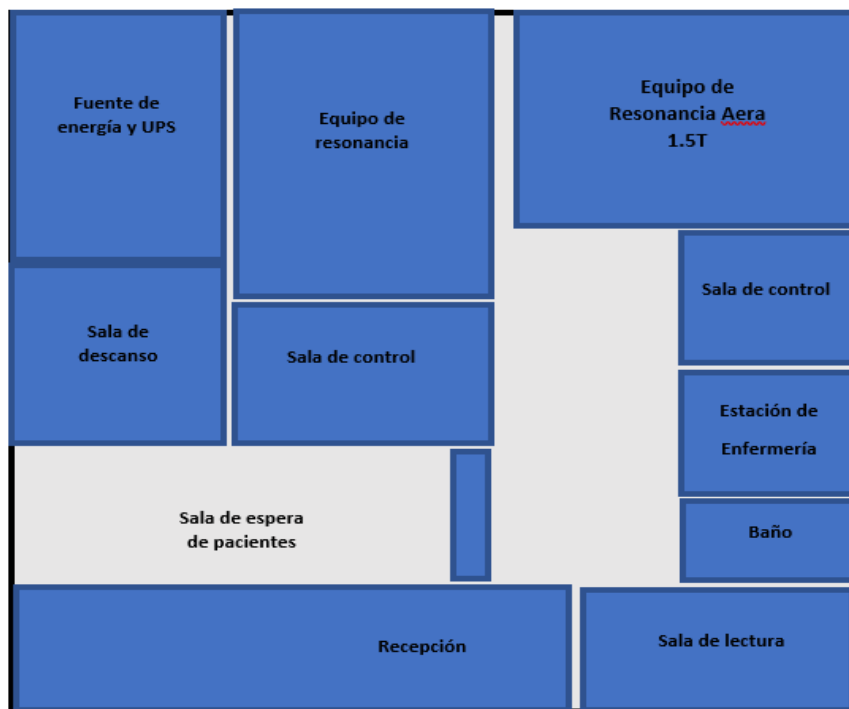 Fuente de
energía y UPS
Equipo de
resonancia
Equipo de
Resonancia Aera
1.5T
Sala de
descanso
Sala de control
Sala de control
Estación de
Enfermería
Sala de espera
de pacientes
Baño
Recepción
Sala de lectura